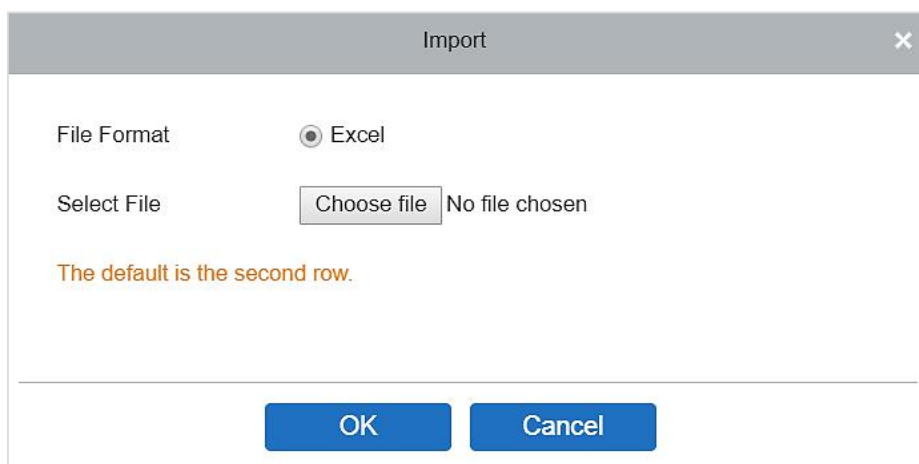 Import
File Format Excel
Select File Choose file No file chosen
The default is the second row.
OK Cancel